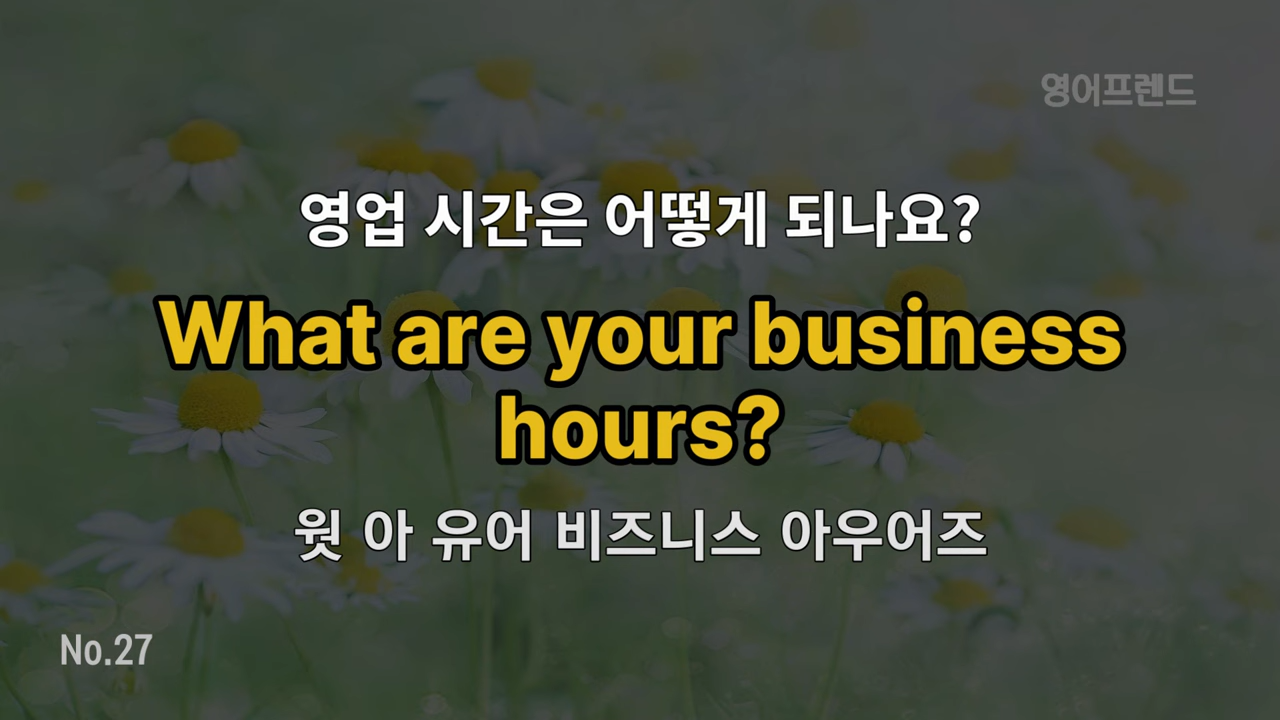 영어프렌드
영업 시간은 어떻게 되나요?
What are your business
hours?
웟 아 유어 비즈니스 아우어즈
No.27